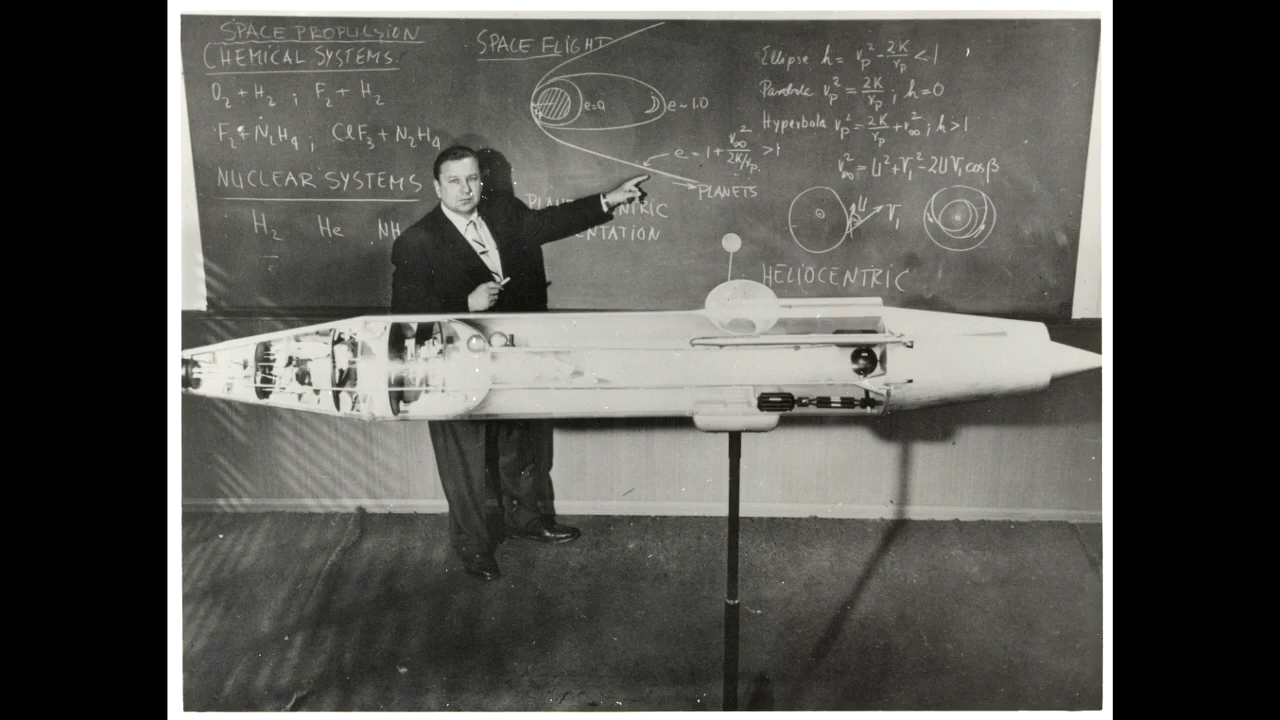 SPACE PROPULSION
CHEMICAL SYSTEMS.
O₂ + H₂ ; F₂ + H₂
F₂ + N₂H₄ ; ClF₃ + N₂H₄
NUCLEAR SYSTEMS
H₂ He NH
SPACE FLIGHT
e=0
e~1.0
e = 1 + v∞²/2K/rₚ >1
PLANETS
CENTATION
Ellipse h = vₚ² - 2K/rₚ < 1
Parabola vₚ² = 2K/rₚ ; h=0
Hyperbola vₚ² = 2K/rₚ + v∞² ; h>1
v∞² = U² + V₁² - 2UV₁ cos β
U V₁
HELIOCENTRIC